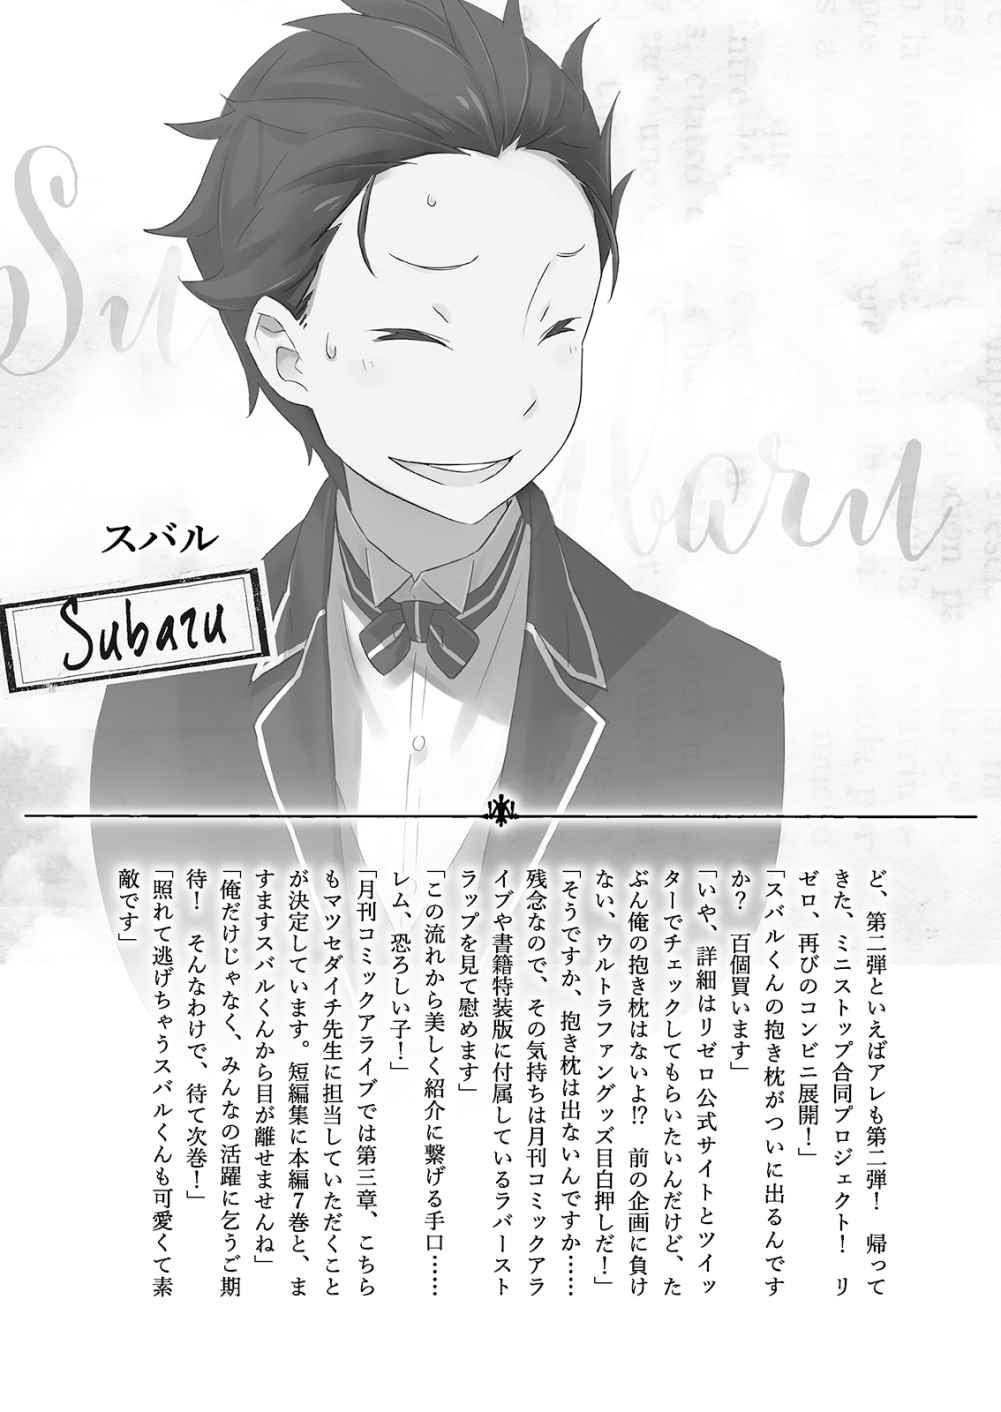 Subaru
スバル
Subaru
ど、第二弾といえばアレも第二弾！　帰って
きた、ミニストップ合同プロジェクト！　リ
ゼロ、再びのコンビニ展開！」
「スバルくんの抱き枕がついに出るんです
か？　百個買います」
「いや、詳細はリゼロ公式サイトとツイッ
ターでチェックしてもらいたいんだけど、た
ぶん俺の抱き枕はないよ!?　前の企画に負け
ない、ウルトラファングッズ目白押しだ！」
「そうですか、抱き枕は出ないんですか……
残念なので、その気持ちは月刊コミックアラ
イブや書籍特装版に付属しているラバースト
ラップを見て慰めます」
「この流れから美しく紹介に繋げる手口……
レム、恐ろしい子！」
「月刊コミックアライブでは第三章、こちら
もマツセダイチ先生に担当していただくこと
が決定しています。短編集に本編７巻と、ま
すますスバルくんから目が離せませんね」
「俺だけじゃなく、みんなの活躍に乞うご期
待！　そんなわけで、待て次巻！」
「照れて逃げちゃうスバルくんも可愛くて素
敵です」